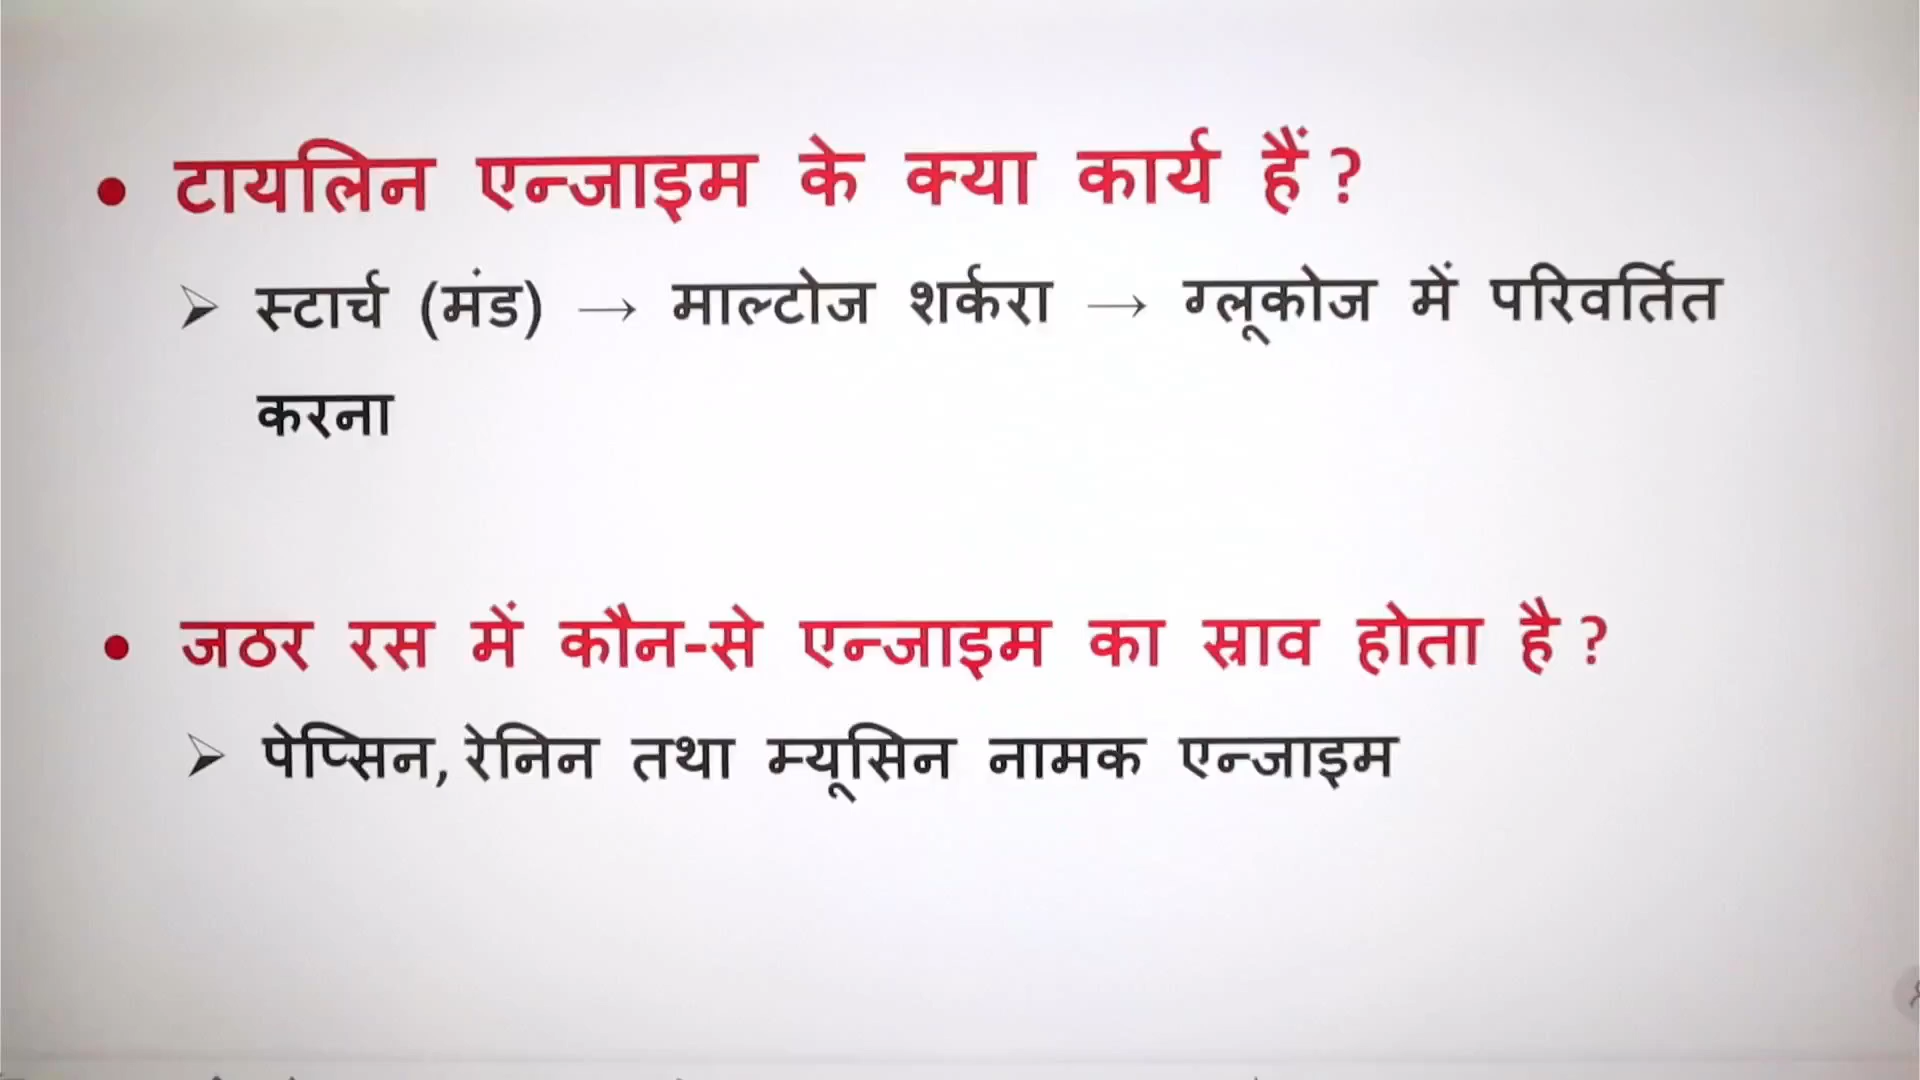 • टायलिन एन्जाइम के क्या कार्य हैं ?
➢ स्टार्च (मंड) → माल्टोज शर्करा → ग्लूकोज में परिवर्तित
करना
• जठर रस में कौन-से एन्जाइम का स्राव होता है ?
➢ पेप्सिन, रेनिन तथा म्यूसिन नामक एन्जाइम